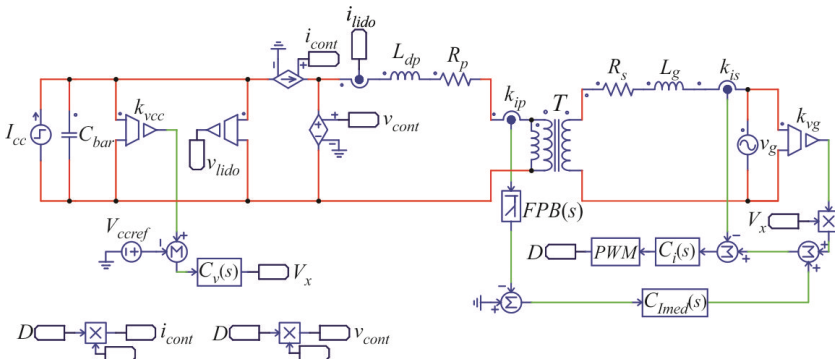 i_cont
i_lido
L_dp
R_p
R_s
L_g
k_is
k_ip
T
k_vcc
I_cc
C_bar
v_lido
v_cont
v_g
k_vg
FPB(s)
V_x
V_ccref
M
C_v(s)
V_x
D
PWM
C_i(s)
Σ
Σ
Σ
C_Imed(s)
D
i_cont
D
v_cont